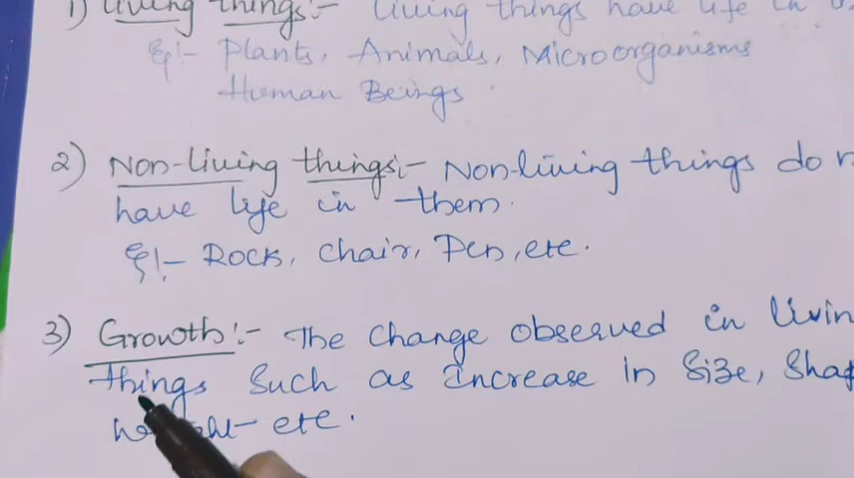 1) Living things:- Living things have life in
Eg:- Plants, Animals, Microorganisms
Human Beings.
2) Non-living things:- Non-living things do n
have life in them.
Eg:- Rock, Chair, Pen, etc.
3) Growth:- The change observed in livin
things such as increase in size, shap
etc.